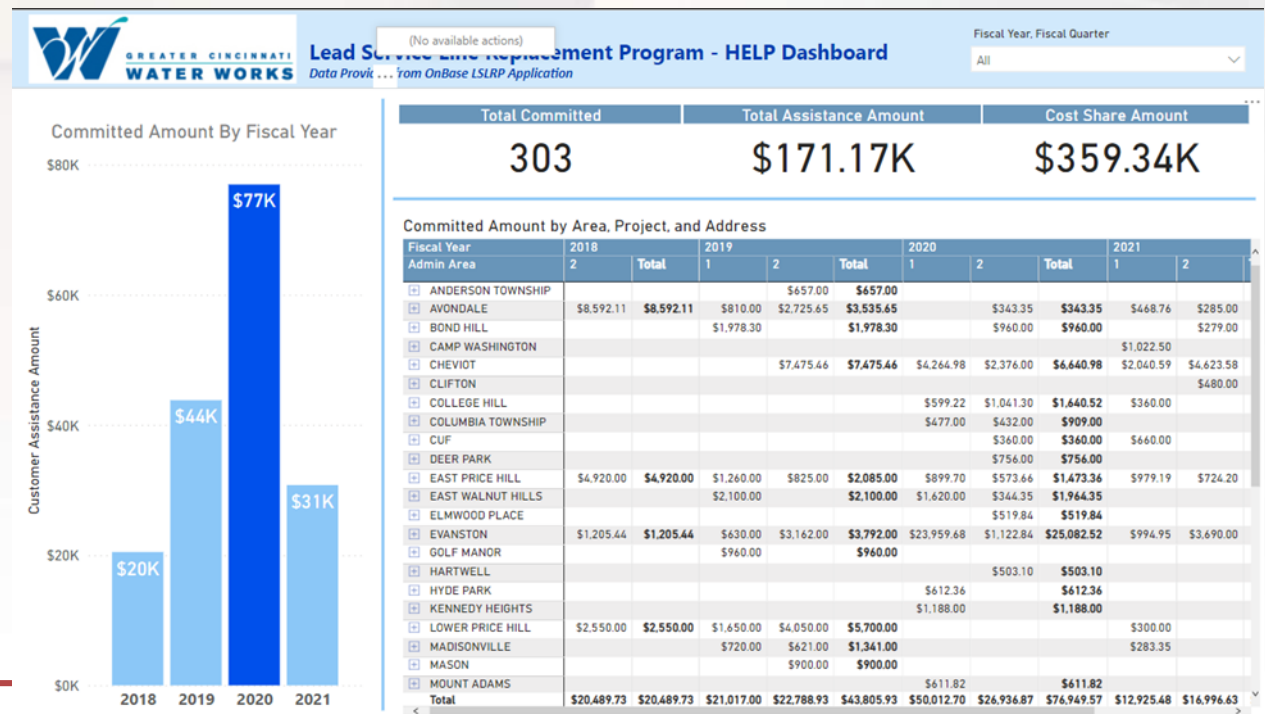 GREATER CINCINNATI
WATER WORKS
(No available actions)
Lead Service Line Replacement Program - HELP Dashboard
...
from OnBase LSLRP Application
Data Provid
Fiscal Year, Fiscal Quarter
All
Committed Amount By Fiscal Year
Customer Assistance Amount
$80K
$60K
$40K
$20K
$0K
$20K
$44K
$77K
$31K
2018 2019 2020 2021
Total Committed Total Assistance Amount Cost Share Amount
303 $171.17K $359.34K
Committed Amount by Area, Project, and Address
Fiscal Year 2018 2019 2020 2021
Admin Area 2 Total 1 2 Total 1 2 Total 1 2
ANDERSON TOWNSHIP $657.00 $657.00
AVONDALE $8,592.11 $8,592.11 $810.00 $2,725.65 $3,535.65 $343.35 $343.35 $468.76 $285.00
BOND HILL $1,978.30 $1,978.30 $960.00 $960.00 $279.00
CAMP WASHINGTON $1,022.50
CHEVIOT $7,475.46 $7,475.46 $4,264.98 $2,376.00 $6,640.98 $2,040.59 $4,623.58
CLIFTON $480.00
COLLEGE HILL $599.22 $1,041.30 $1,640.52 $360.00
COLUMBIA TOWNSHIP $477.00 $432.00 $909.00
CUF $360.00 $360.00 $660.00
DEER PARK $756.00 $756.00
EAST PRICE HILL $4,920.00 $4,920.00 $1,260.00 $825.00 $2,085.00 $899.70 $573.66 $1,473.36 $979.19 $724.20
EAST WALNUT HILLS $2,100.00 $2,100.00 $1,620.00 $344.35 $1,964.35
ELMWOOD PLACE $519.84 $519.84
EVANSTON $1,205.44 $1,205.44 $630.00 $3,162.00 $3,792.00 $23,959.68 $1,122.84 $25,082.52 $994.95 $3,690.00
GOLF MANOR $960.00 $960.00
HARTWELL $503.10 $503.10
HYDE PARK $612.36 $612.36
KENNEDY HEIGHTS $1,188.00 $1,188.00
LOWER PRICE HILL $2,550.00 $2,550.00 $1,650.00 $4,050.00 $5,700.00 $300.00
MADISONVILLE $720.00 $621.00 $1,341.00 $283.35
MASON $900.00 $900.00
MOUNT ADAMS $611.82 $611.82
Total $20,489.73 $20,489.73 $21,017.00 $22,788.93 $43,805.93 $50,012.70 $26,936.87 $76,949.57 $12,925.48 $16,996.63